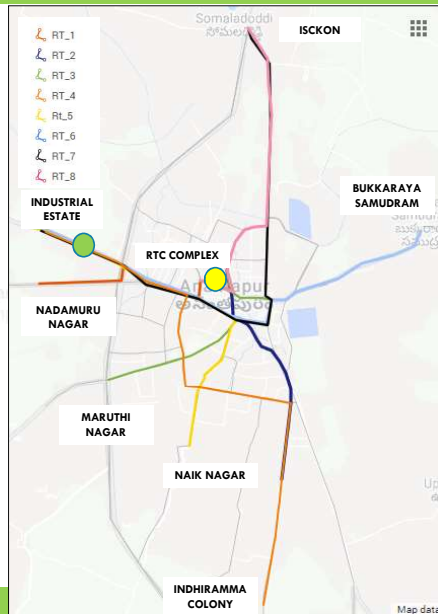 Somaladoddi
సోమలదొడ్డి
ISCKON
RT_1
RT_2
RT_3
RT_4
Rt_5
RT_6
RT_7
RT_8
INDUSTRIAL
ESTATE
BUKKARAYA
SAMUDRAM
RTC COMPLEX
NADAMURU
NAGAR
MARUTHI
NAGAR
NAIK NAGAR
INDHIRAMMA
COLONY
Map data